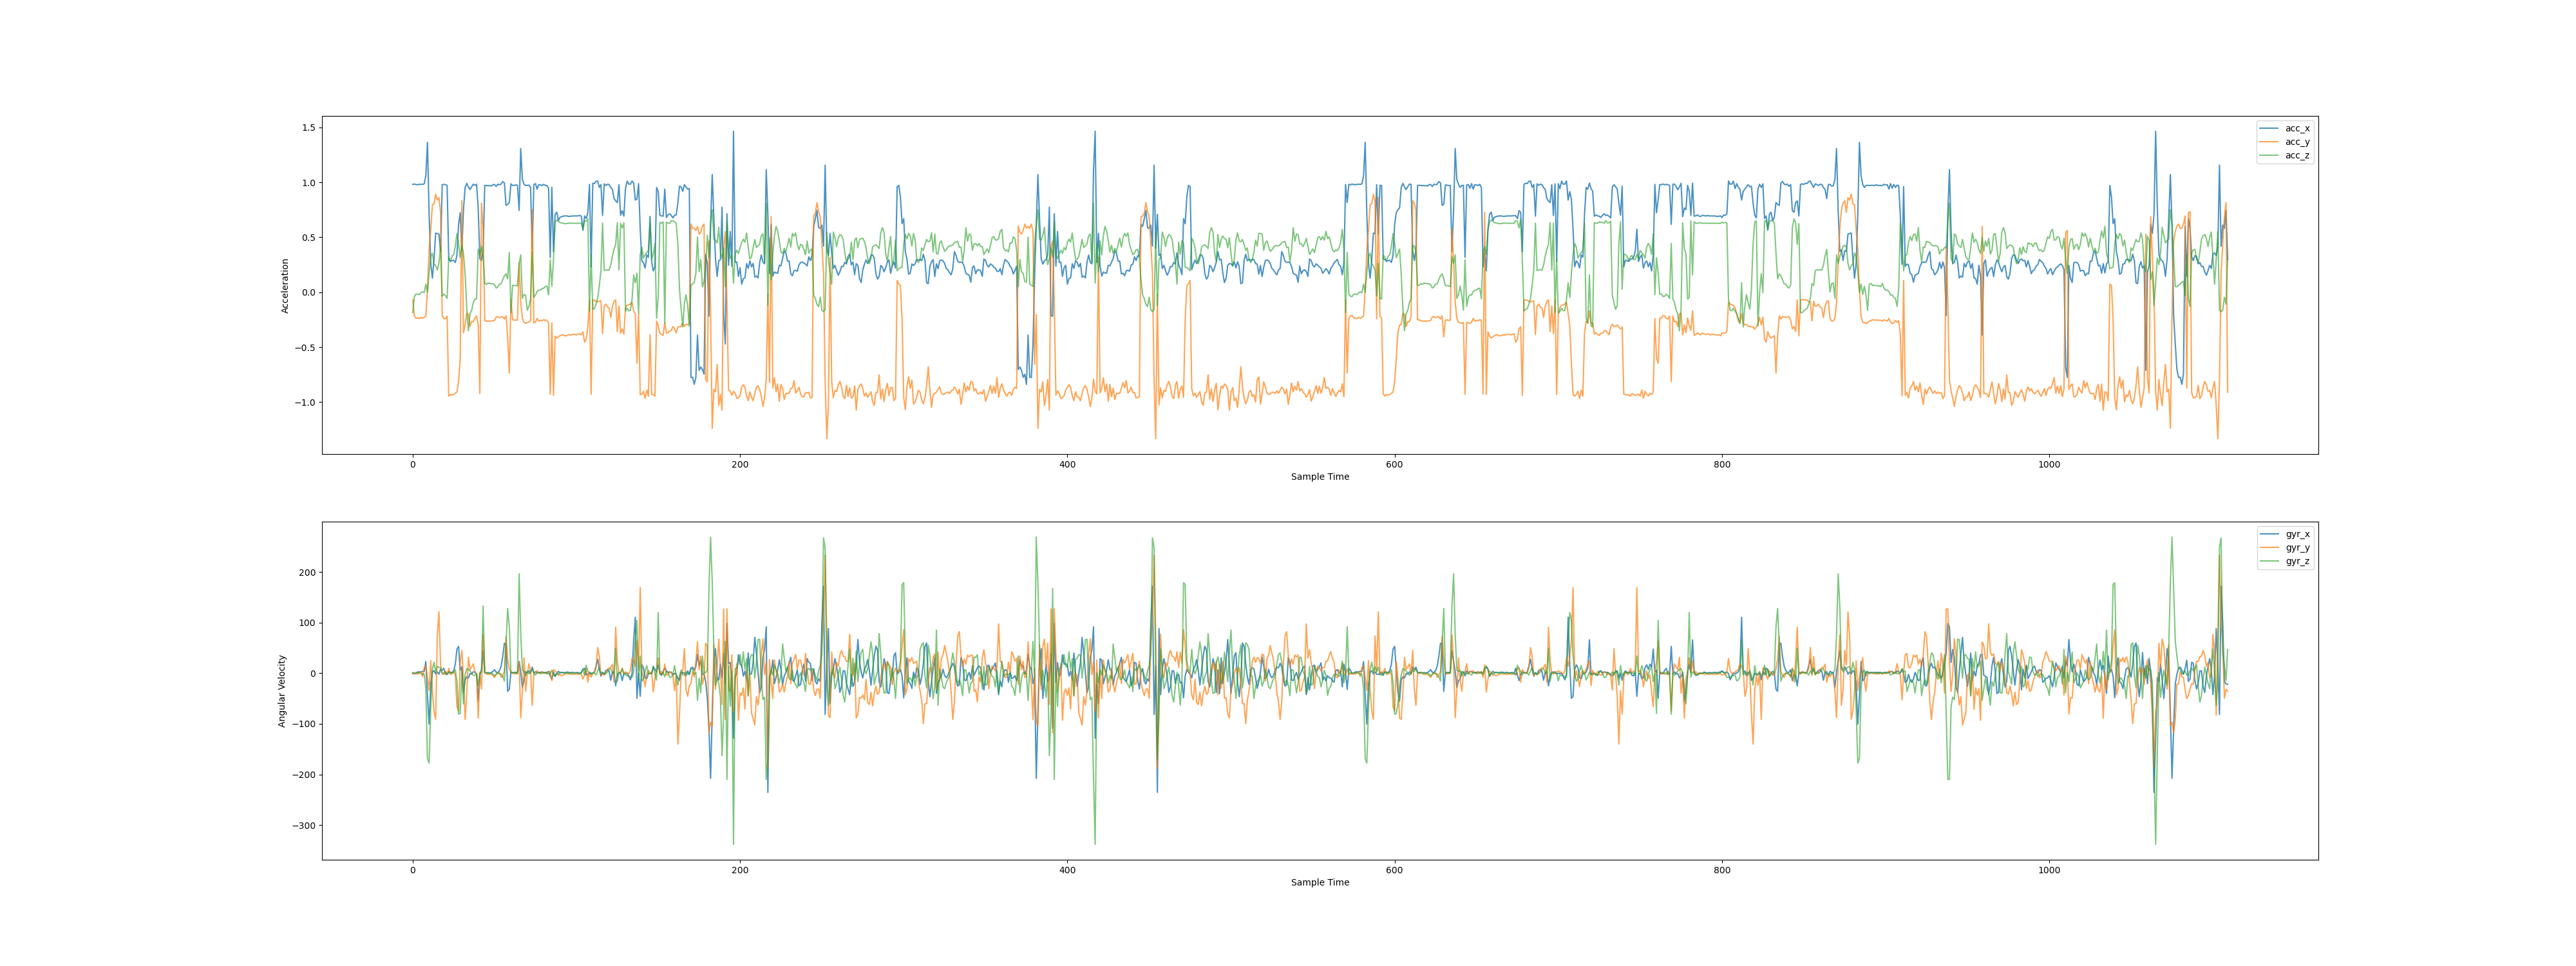 1.5
1.0
0.5
0.0
−0.5
−1.0
Acceleration
acc_x
acc_y
acc_z
0 200 400 600 800 1000
Sample Time
200
100
0
−100
−200
−300
Angular Velocity
gyr_x
gyr_y
gyr_z
0 200 400 600 800 1000
Sample Time